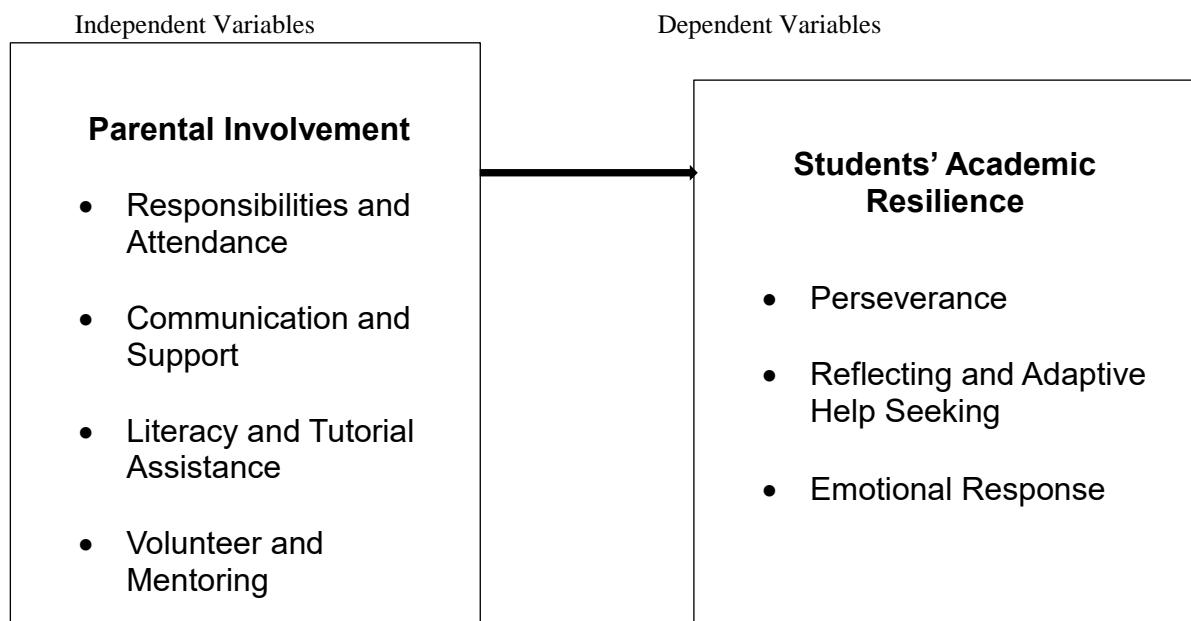 Independent Variables
Dependent Variables
Parental Involvement
• Responsibilities and
Attendance
• Communication and
Support
• Literacy and Tutorial
Assistance
• Volunteer and
Mentoring
Students’ Academic
Resilience
• Perseverance
• Reflecting and Adaptive
Help Seeking
• Emotional Response